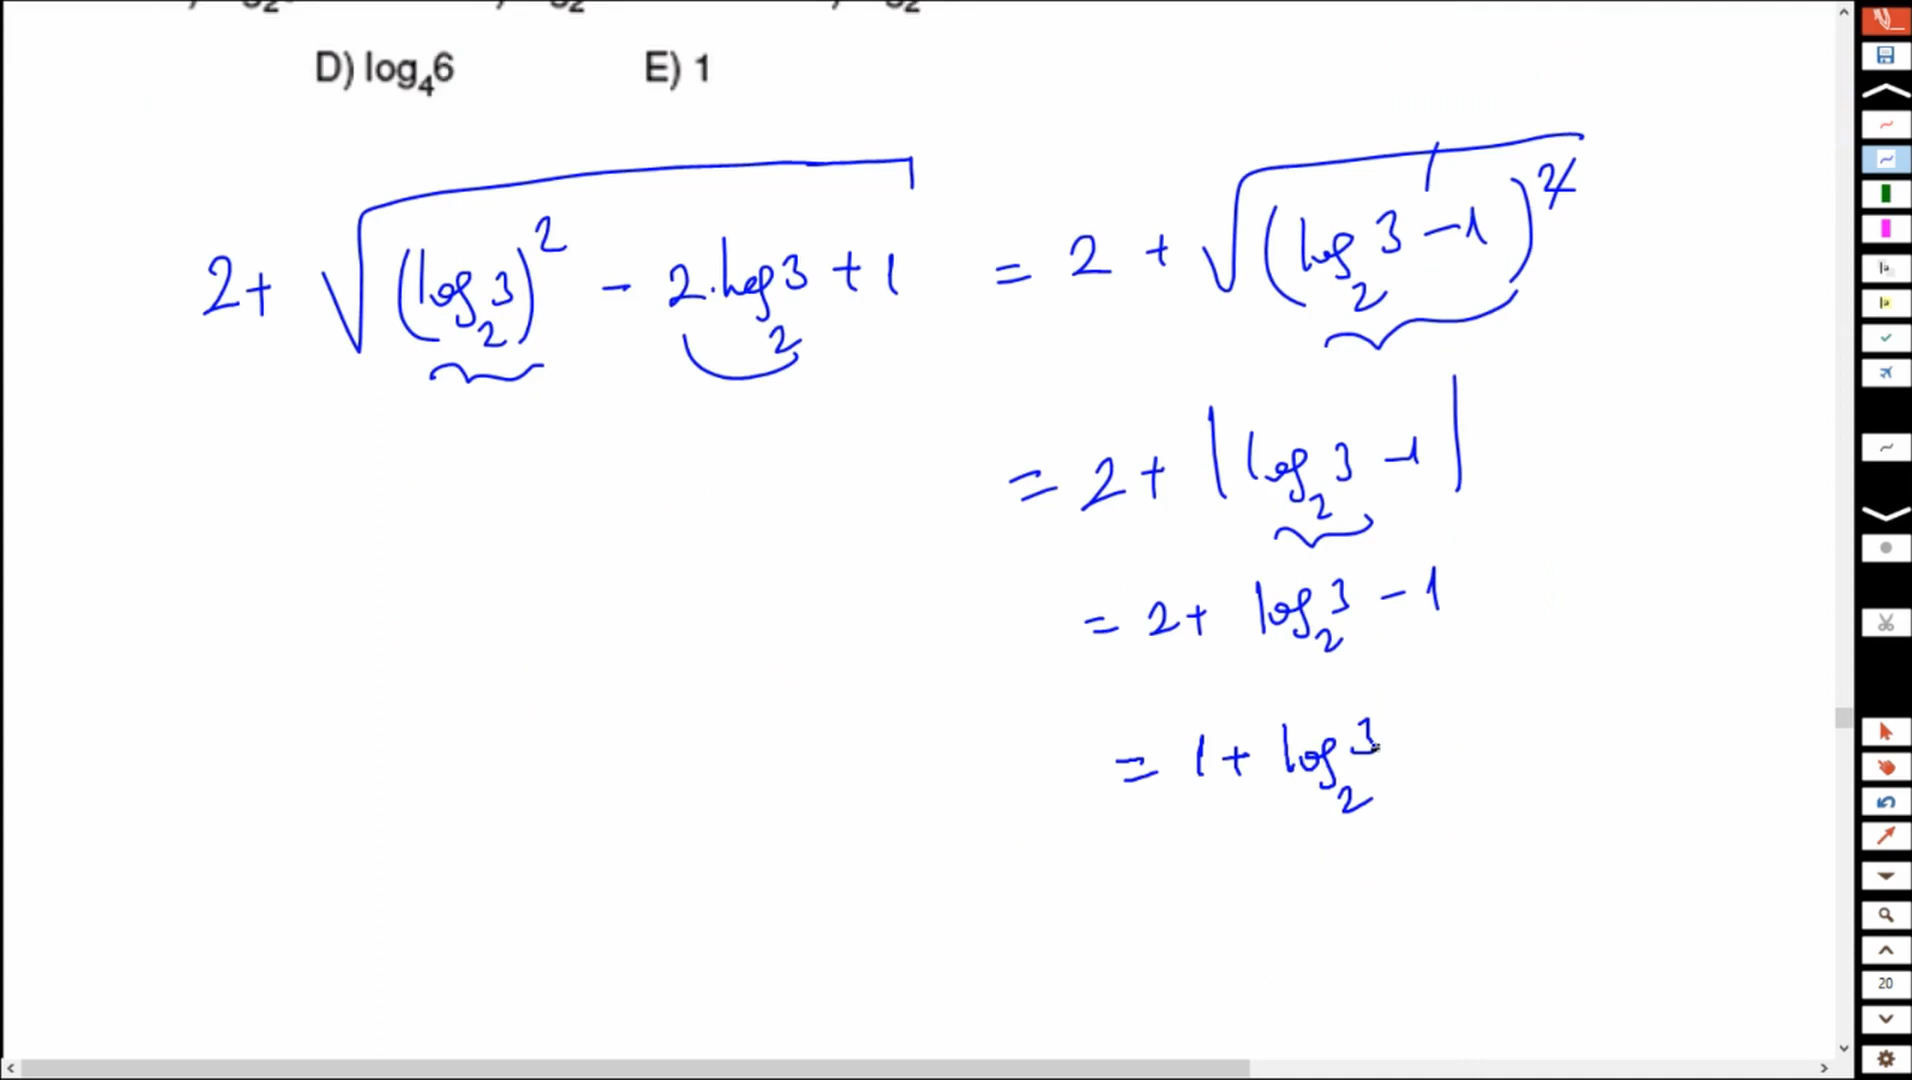 D) log₄6 E) 1
2+ √((log₂3)² - 2.log₂3 + 1) = 2 + √((log₂3 - 1)²)
= 2 + |log₂3 - 1|
= 2 + log₂3 - 1
= 1 + log₂3
20